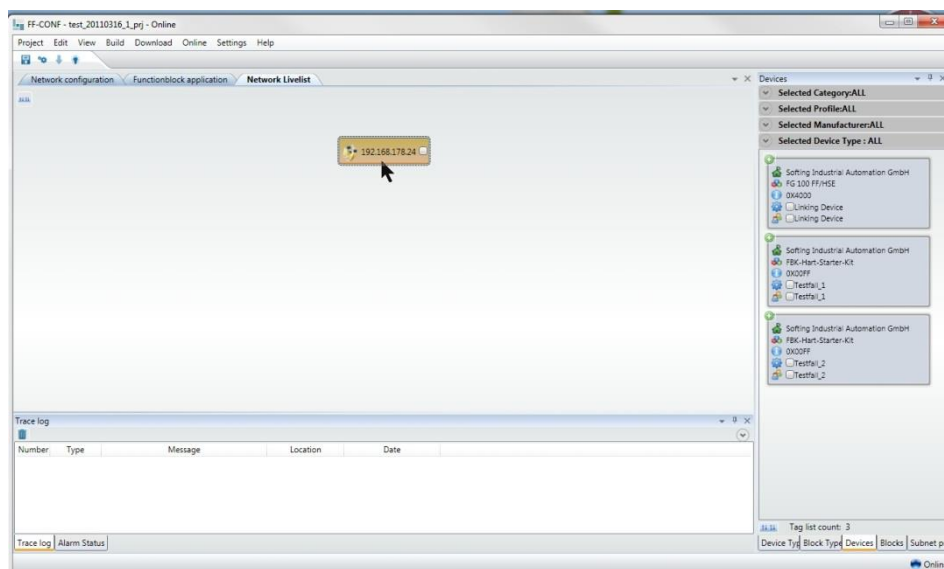 FF-CONF - test_20110316_1_prj - Online
Project Edit View Build Download Online Settings Help
Network configuration Functionblock application Network Livelist
192.168.178.24
Devices
Selected Category:ALL
Selected Profile:ALL
Selected Manufacturer:ALL
Selected Device Type : ALL
Softing Industrial Automation GmbH
FG 100 FF/HSE
0X4000
Linking Device
Linking Device
Softing Industrial Automation GmbH
FBK-Hart-Starter-Kit
0X00FF
Testfall_1
Testfall_1
Softing Industrial Automation GmbH
FBK-Hart-Starter-Kit
0X00FF
Testfall_2
Testfall_2
Tag list count: 3
Device Typ Block Type Devices Blocks Subnet p
Trace log
Number Type Message Location Date
Trace log Alarm Status
Onlin